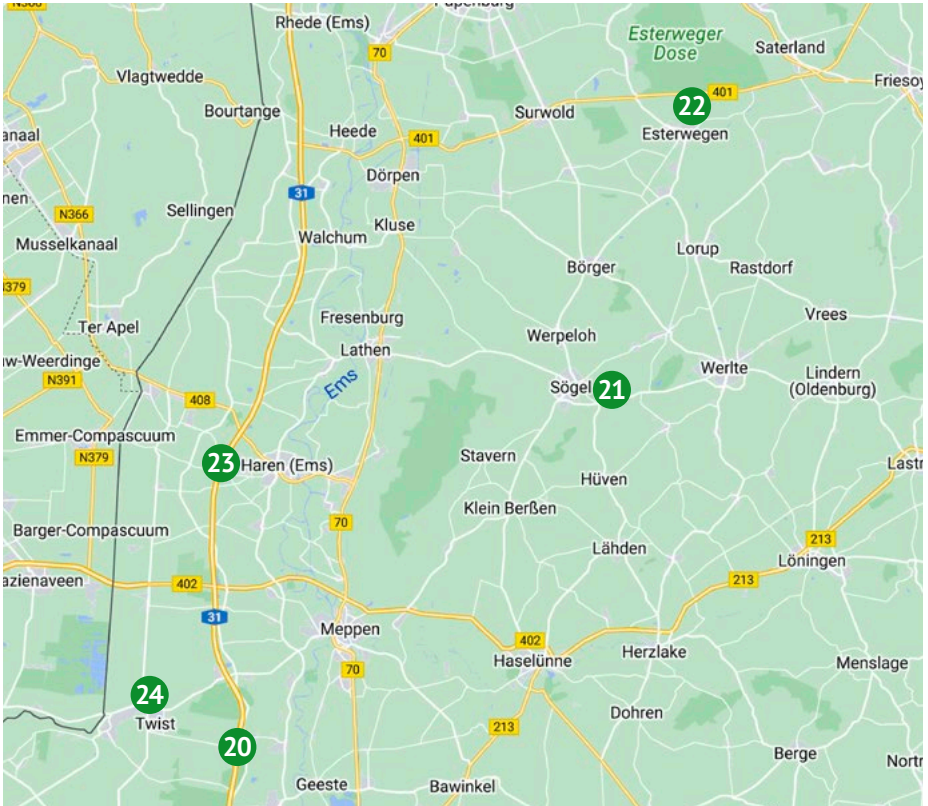 N366
Rhede (Ems)
Papenburg
70
Esterweger
Dose
Saterland
Vlagtwedde
Friesoy
Bourtange
22
401
Surwold
anaal
Heede
401
Esterwegen
Dörpen
31
nen
Sellingen
N366
Kluse
Walchum
Musselkanaal
Lorup
Börger
Rastdorf
379
Vrees
Fresenburg
Ter Apel
Werpeloh
Lathen
uw-Weerdinge
Werlte
N391
Ems
Sögel
21
Lindern
(Oldenburg)
408
Emmer-Compascuum
N379
23
Haren (Ems)
Stavern
Lastr
Hüven
Klein Berßen
70
Barger-Compascuum
213
Lähden
Löningen
azienaveen
402
213
31
Meppen
402
Herzlake
Haselünne
70
Menslage
24
Twist
Dohren
213
20
Berge
Nortr
Geeste
Bawinkel